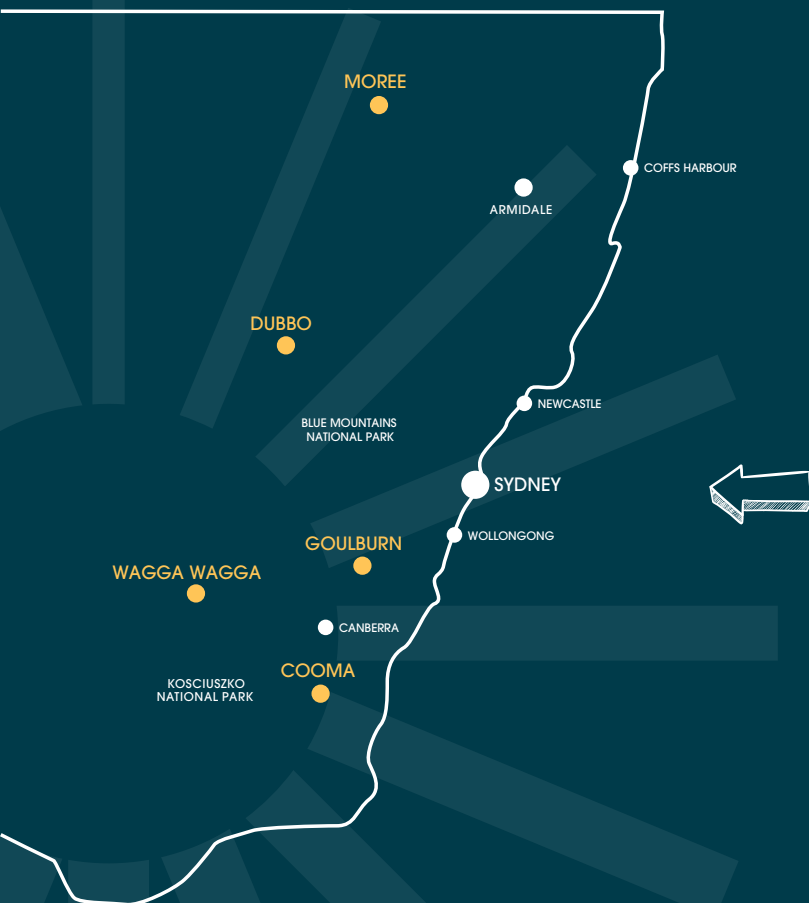 MOREE
COFFS HARBOUR
ARMIDALE
DUBBO
NEWCASTLE
BLUE MOUNTAINS
NATIONAL PARK
SYDNEY
WOLLONGONG
GOULBURN
WAGGA WAGGA
CANBERRA
COOMA
KOSCIUSZKO
NATIONAL PARK